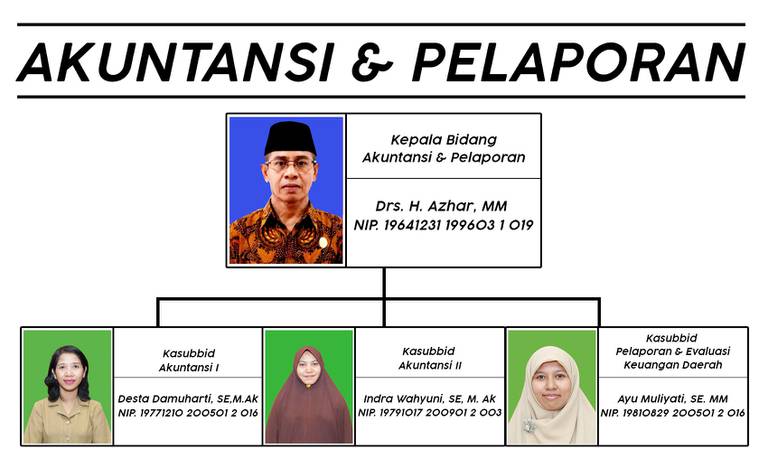 AKUNTANSI & PELAPORAN
Kepala Bidang
Akuntansi & Pelaporan
Drs. H. Azhar, MM
NIP. 19641231 199603 1 019
Kasubbid
Akuntansi I
Desta Damuharti, SE,M.Ak
NIP. 19771210 200501 2 016
Kasubbid
Akuntansi II
Indra Wahyuni, SE, M. Ak
NIP. 19791017 200901 2 003
Kasubbid
Pelaporan & Evaluasi
Keuangan Daerah
Ayu Muliyati, SE. MM
NIP. 19810829 200501 2 016